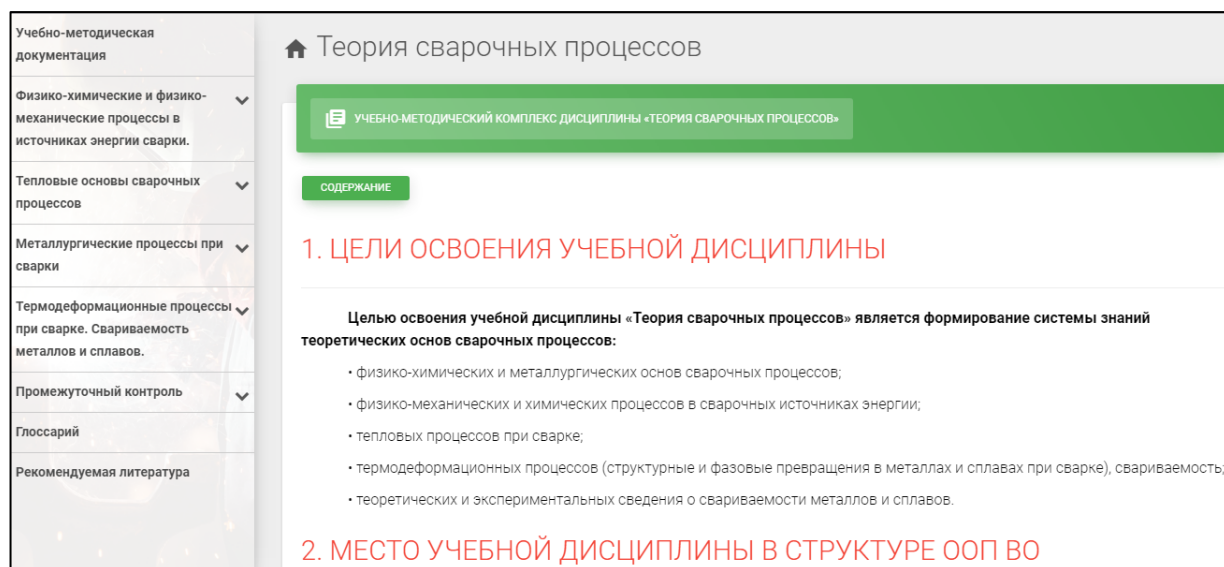 Учебно-методическая
документация
Физико-химические и физико-
механические процессы в
источниках энергии сварки.
Тепловые основы сварочных
процессов
Металлургические процессы при
сварки
Термодеформационные процессы
при сварке. Свариваемость
металлов и сплавов.
Промежуточный контроль
Глоссарий
Рекомендуемая литература
Теория сварочных процессов
УЧЕБНО-МЕТОДИЧЕСКИЙ КОМПЛЕКС ДИСЦИПЛИНЫ «ТЕОРИЯ СВАРОЧНЫХ ПРОЦЕССОВ»
СОДЕРЖАНИЕ
1. ЦЕЛИ ОСВОЕНИЯ УЧЕБНОЙ ДИСЦИПЛИНЫ
Целью освоения учебной дисциплины «Теория сварочных процессов» является формирование системы знаний
теоретических основ сварочных процессов:
• физико-химических и металлургических основ сварочных процессов;
• физико-механических и химических процессов в сварочных источниках энергии;
• тепловых процессов при сварке;
• термодеформационных процессов (структурные и фазовые превращения в металлах и сплавах при сварке), свариваемость;
• теоретических и экспериментальных сведения о свариваемости металлов и сплавов.
2. МЕСТО УЧЕБНОЙ ДИСЦИПЛИНЫ В СТРУКТУРЕ ООП ВО